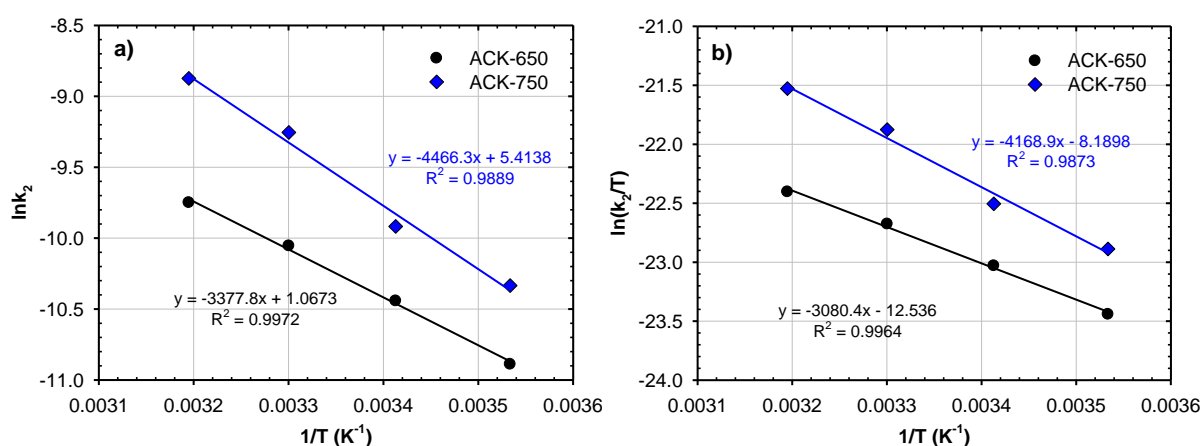 a)
ACK-650
ACK-750
y = -4466.3x + 5.4138
R² = 0.9889
y = -3377.8x + 1.0673
R² = 0.9972
lnk₂
-8.5
-9.0
-9.5
-10.0
-10.5
-11.0
0.0031 0.0032 0.0033 0.0034 0.0035 0.0036
1/T (K⁻¹)
b)
ACK-650
ACK-750
y = -4168.9x - 8.1898
R² = 0.9873
y = -3080.4x - 12.536
R² = 0.9964
ln(k₂/T)
-21.0
-21.5
-22.0
-22.5
-23.0
-23.5
-24.0
0.0031 0.0032 0.0033 0.0034 0.0035 0.0036
1/T (K⁻¹)